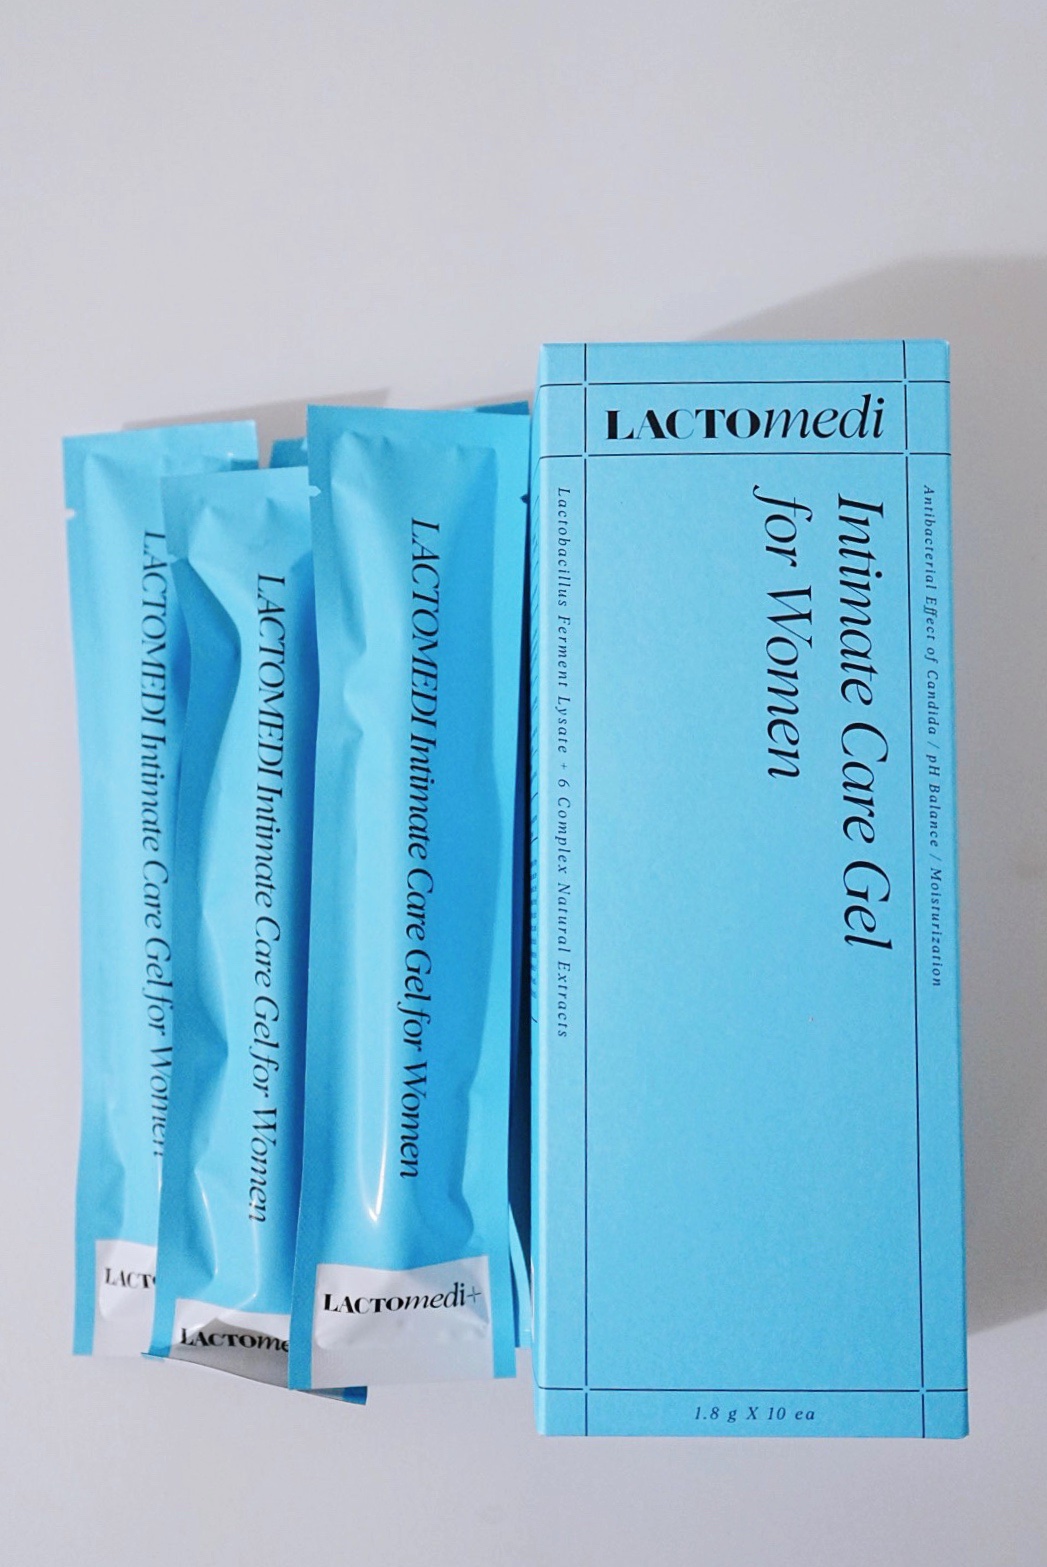 LACTOMEDI Intimate Care Gel for Women
LACTO
LACTOMEDI Intimate Care Gel for Women
LACTOme
LACTOMEDI Intimate Care Gel for Women
LACTOmedi+
LACTOmedi
Antibacterial Effect of Candida / pH Balance / Moisturization
Intimate Care Gel
for Women
Lactobacillus Ferment Lysate + 6 Complex Natural Extracts
1.8 g X 10 ea